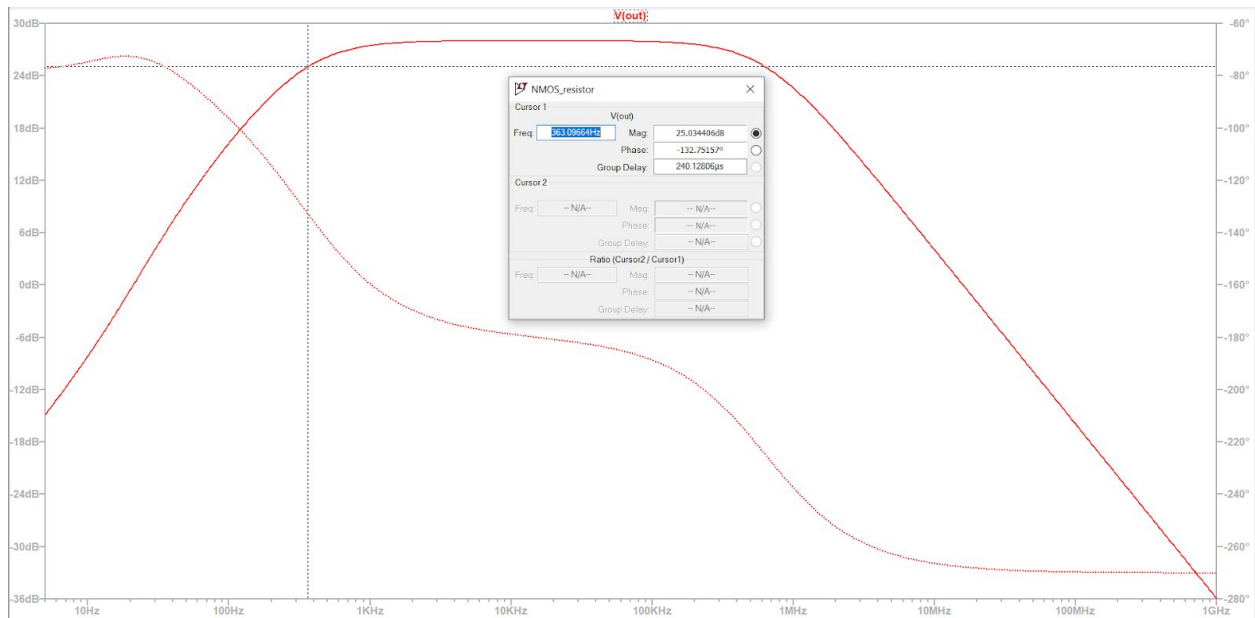 V(out)
30dB
24dB
18dB
12dB
6dB
0dB
-6dB
-12dB
-18dB
-24dB
-30dB
-36dB
NMOS_resistor
Cursor 1
V(out)
Freq: 363.09664Hz Mag: 25.034406dB
Phase: -132.75157°
Group Delay: 240.12806µs
Cursor 2
Freq: -- N/A-- Mag: -- N/A--
Phase: -- N/A--
Group Delay: -- N/A--
Ratio (Cursor2 / Cursor1)
Freq: -- N/A-- Mag: -- N/A--
Phase: -- N/A--
Group Delay: -- N/A--
-60°
-80°
-100°
-120°
-140°
-160°
-180°
-200°
-220°
-240°
-260°
-280°
10Hz 100Hz 1KHz 10KHz 100KHz 1MHz 10MHz 100MHz 1GHz